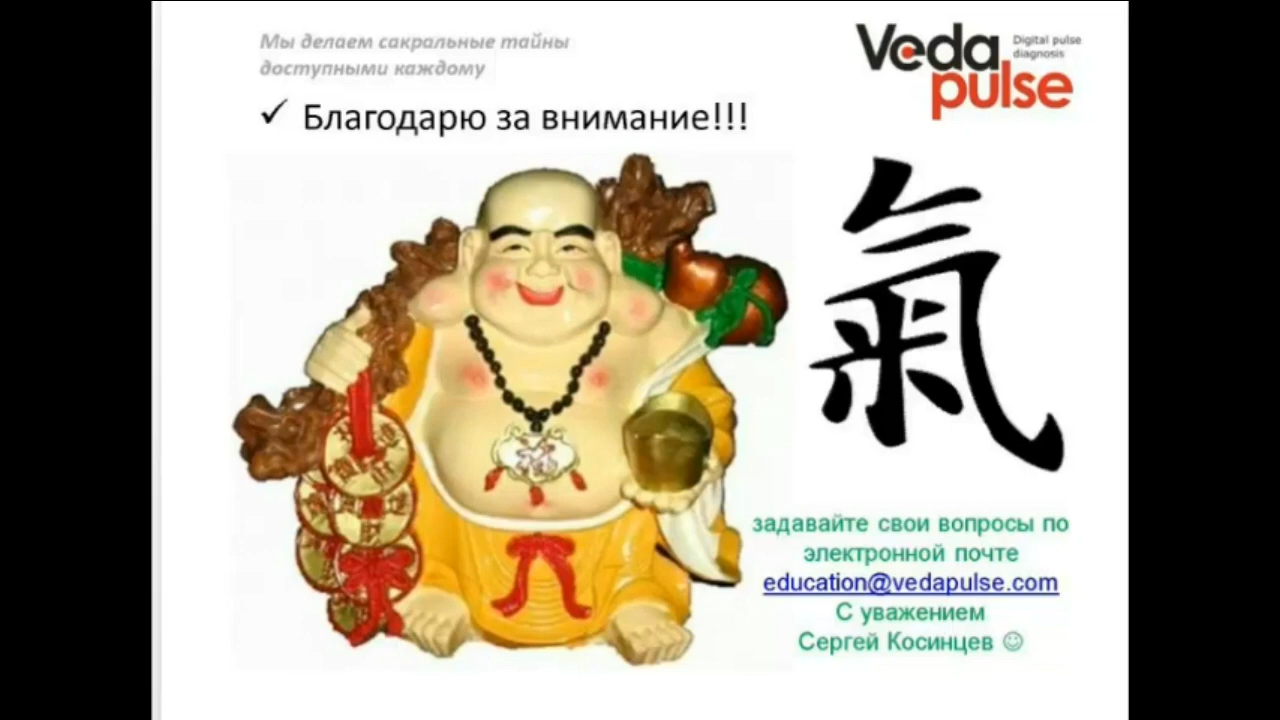 Мы делаем сакральные тайны
доступными каждому
Veda
pulse
Digital pulse
diagnosis
✓ Благодарю за внимание!!!
氣
задавайте свои вопросы по
электронной почте
education@vedapulse.com
С уважением
Сергей Косинцев ☺